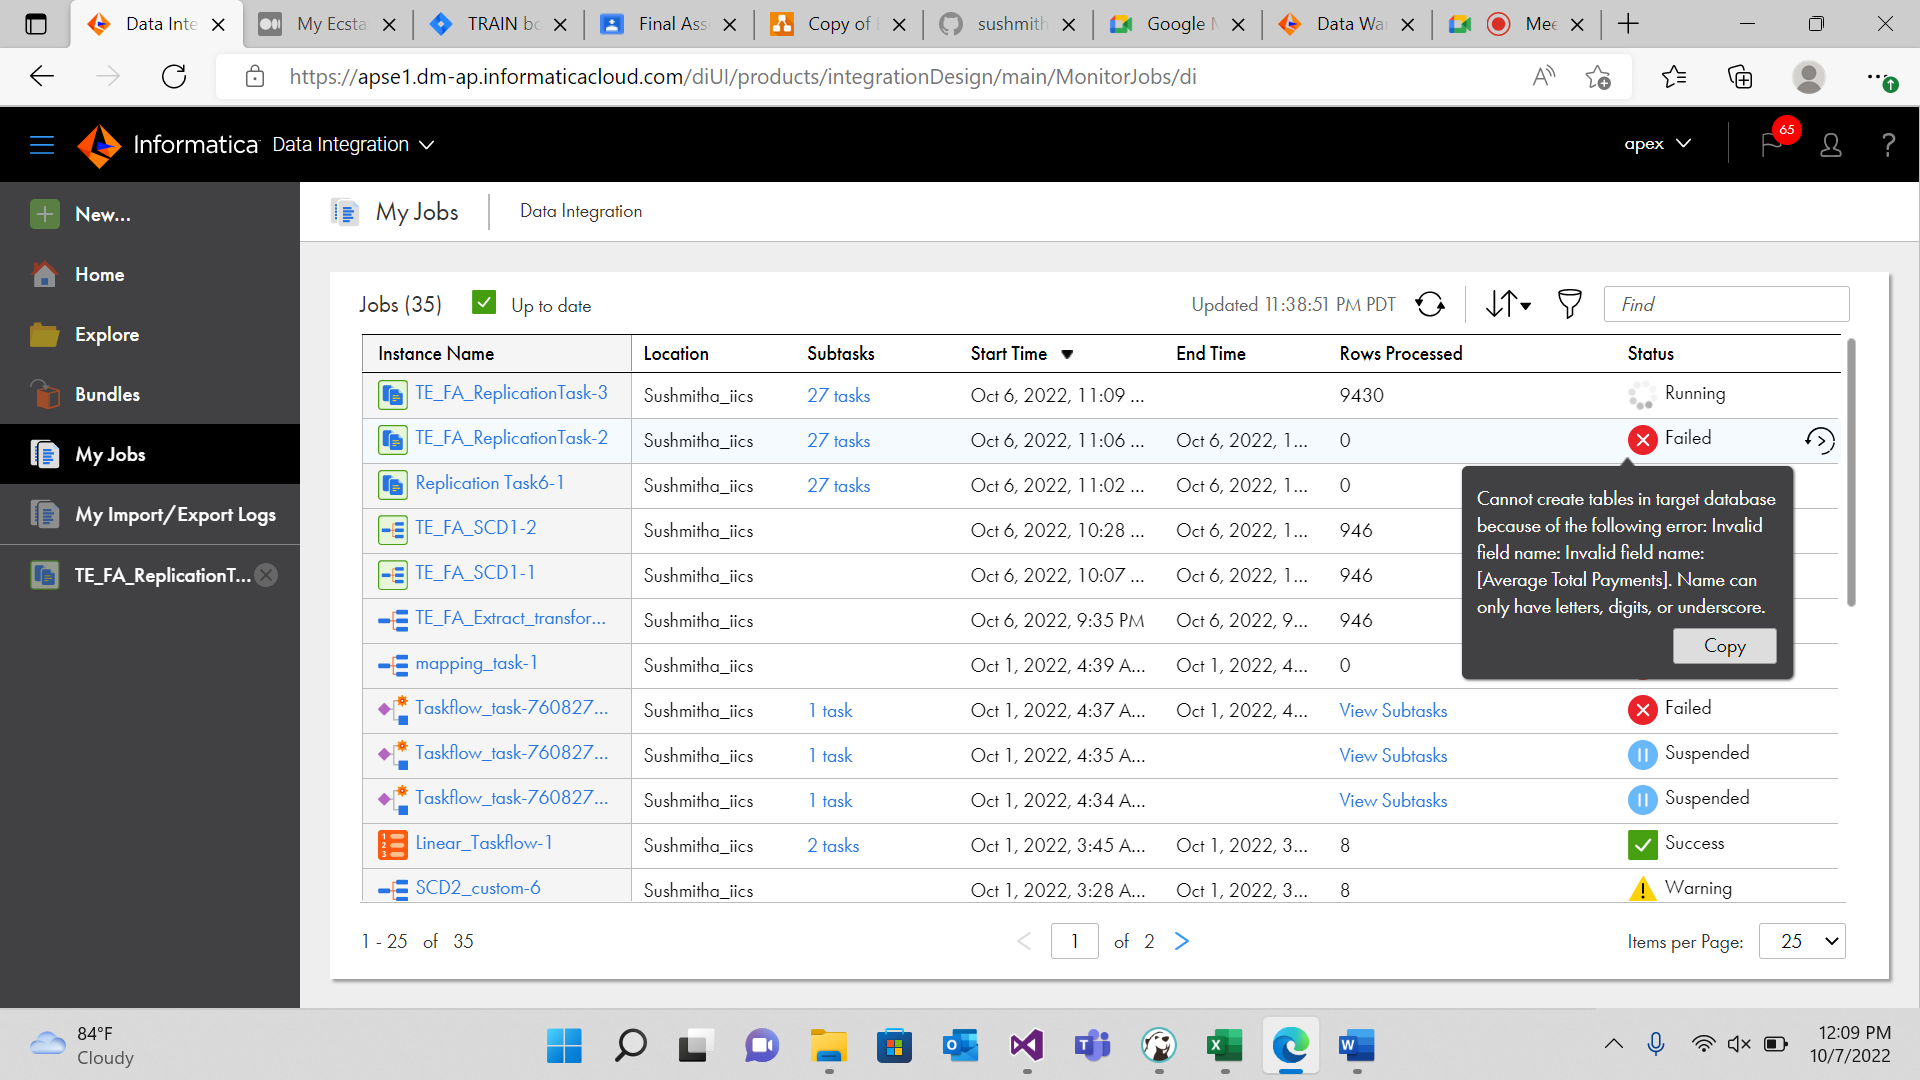 Data Inte
My Ecsta
TRAIN bo
Final Ass
Copy of
sushmith
Google M
Data War
Mee
https://apse1.dm-ap.informaticacloud.com/diUI/products/integrationDesign/main/MonitorJobs/di
Informatica Data Integration
apex
65
?
New...
Home
Explore
Bundles
My Jobs
My Import/Export Logs
TE_FA_ReplicationT...
My Jobs
Data Integration
Jobs (35)
Up to date
Updated 11:38:51 PM PDT
Find
Instance Name Location Subtasks Start Time End Time Rows Processed Status
TE_FA_ReplicationTask-3 Sushmitha_iics 27 tasks Oct 6, 2022, 11:09 ... 9430 Running
TE_FA_ReplicationTask-2 Sushmitha_iics 27 tasks Oct 6, 2022, 11:06 ... Oct 6, 2022, 1... 0 Failed
Replication Task6-1 Sushmitha_iics 27 tasks Oct 6, 2022, 11:02 ... Oct 6, 2022, 1... 0
TE_FA_SCD1-2 Sushmitha_iics Oct 6, 2022, 10:28 ... Oct 6, 2022, 1... 946
TE_FA_SCD1-1 Sushmitha_iics Oct 6, 2022, 10:07 ... Oct 6, 2022, 1... 946
TE_FA_Extract_transfor... Sushmitha_iics Oct 6, 2022, 9:35 PM Oct 6, 2022, 9... 946
mapping_task-1 Sushmitha_iics Oct 1, 2022, 4:39 A... Oct 1, 2022, 4... 0
Taskflow_task-760827... Sushmitha_iics 1 task Oct 1, 2022, 4:37 A... Oct 1, 2022, 4... View Subtasks Failed
Taskflow_task-760827... Sushmitha_iics 1 task Oct 1, 2022, 4:35 A... View Subtasks Suspended
Taskflow_task-760827... Sushmitha_iics 1 task Oct 1, 2022, 4:34 A... View Subtasks Suspended
Linear_Taskflow-1 Sushmitha_iics 2 tasks Oct 1, 2022, 3:45 A... Oct 1, 2022, 3... 8 Success
SCD2_custom-6 Sushmitha_iics Oct 1, 2022, 3:28 A... Oct 1, 2022, 3... 8 Warning
Cannot create tables in target database
because of the following error: Invalid
field name: Invalid field name:
[Average Total Payments]. Name can
only have letters, digits, or underscore.
Copy
1 - 25 of 35
1 of 2
Items per Page: 25
84°F
Cloudy
12:09 PM
10/7/2022